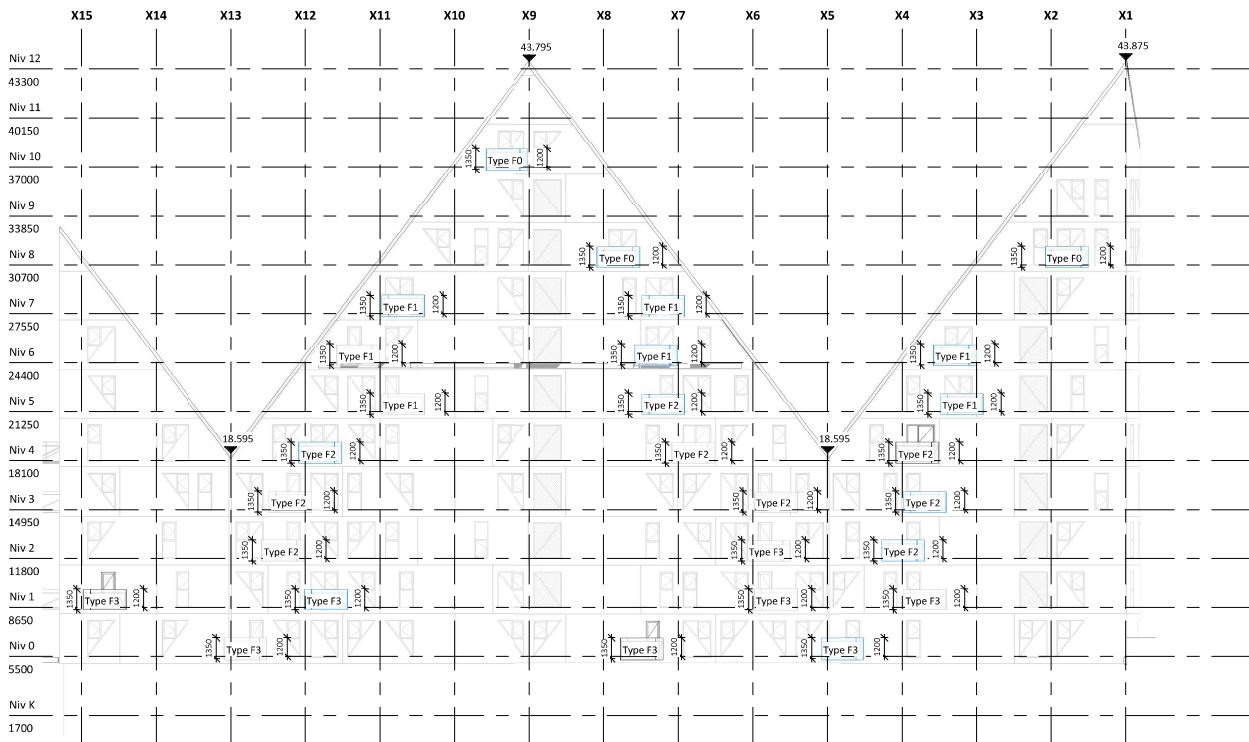 X15 X14 X13 X12 X11 X10 X9 X8 X7 X6 X5 X4 X3 X2 X1
43.795 43.875
Niv 12
43300
Niv 11
40150
Niv 10
1350 Type F0 1200
37000
Niv 9
33850
Niv 8
1350 Type F0 1200 1350 Type F0 1200
30700
Niv 7
1350 Type F1 1200 1350 Type F1 1200
27550
Niv 6
1350 Type F1 1200 1350 Type F1 1200 1350 Type F1 1200
24400
Niv 5
1350 Type F1 1200 1350 Type F2 1200 1350 Type F1 1200
21250
18.595 18.595
Niv 4
1350 Type F2 1200 1350 Type F2 1200 1350 Type F2 1200
18100
Niv 3
1350 Type F2 1200 1350 Type F2 1200 1350 Type F2 1200
14950
Niv 2
1350 Type F2 1200 1350 Type F3 1200 1350 Type F2 1200
11800
Niv 1
1350 Type F3 1200 1350 Type F3 1200 1350 Type F3 1200 1350 Type F3 1200
8650
Niv 0
1350 Type F3 1200 1350 Type F3 1200 1350 Type F3 1200
5500
Niv K
1700